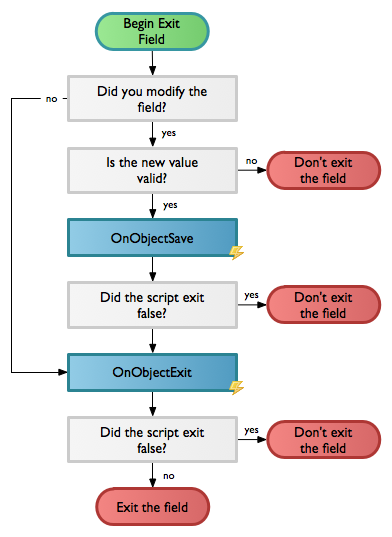 Begin Exit
Field
Did you modify the
field?
no
yes
Is the new value
valid?
no
Don't exit
the field
yes
OnObjectSave
Did the script exit
false?
yes
Don't exit
the field
OnObjectExit
Did the script exit
false?
yes
Don't exit
the field
no
Exit the field